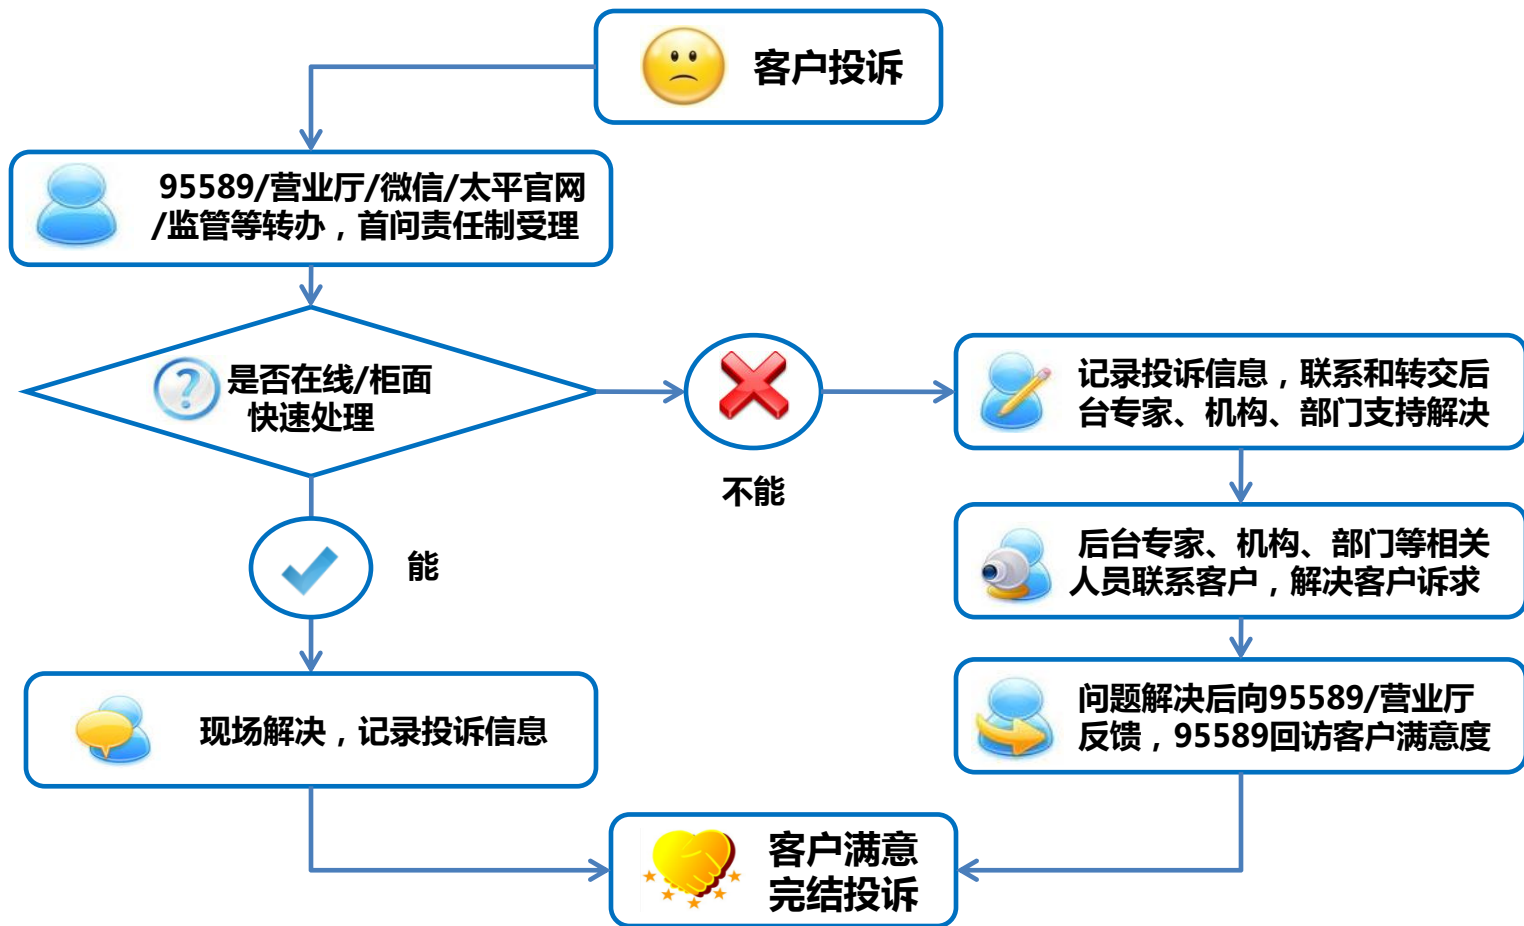 客户投诉
95589/营业厅/微信/太平官网
/监管等转办，首问责任制受理
是否在线/柜面
快速处理
不能
能
现场解决，记录投诉信息
记录投诉信息，联系和转交后
台专家、机构、部门支持解决
后台专家、机构、部门等相关
人员联系客户，解决客户诉求
问题解决后向95589/营业厅
反馈，95589回访客户满意度
客户满意
完结投诉